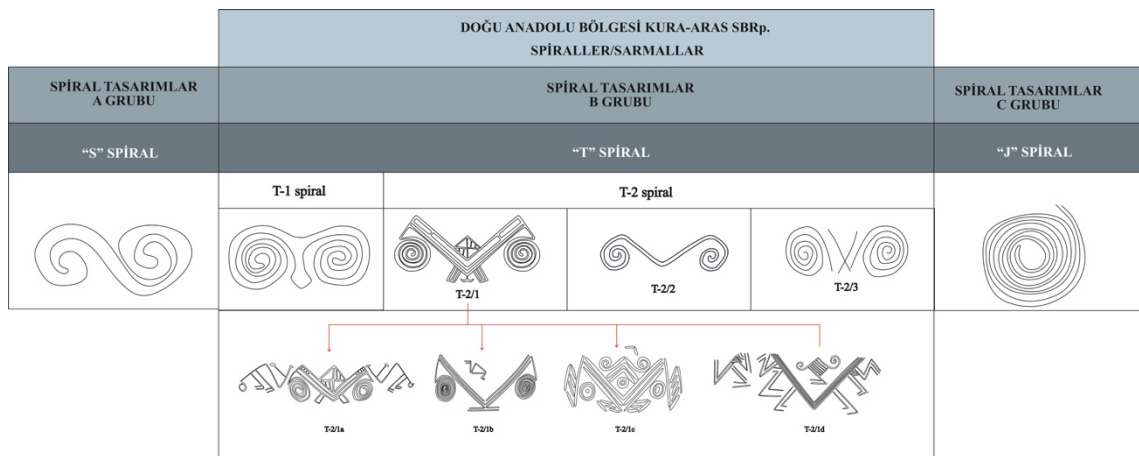 DOĞU ANADOLU BÖLGESİ KURA-ARAS SBRp.
SPİRALLER/SARMALLAR
SPİRAL TASARIMLAR
A GRUBU
SPİRAL TASARIMLAR
B GRUBU
SPİRAL TASARIMLAR
C GRUBU
“S” SPİRAL
“T” SPİRAL
“J” SPİRAL
T-1 spiral
T-2 spiral
T-2/1
T-2/2
T-2/3
T-2/1a
T-2/1b
T-2/1c
T-2/1d